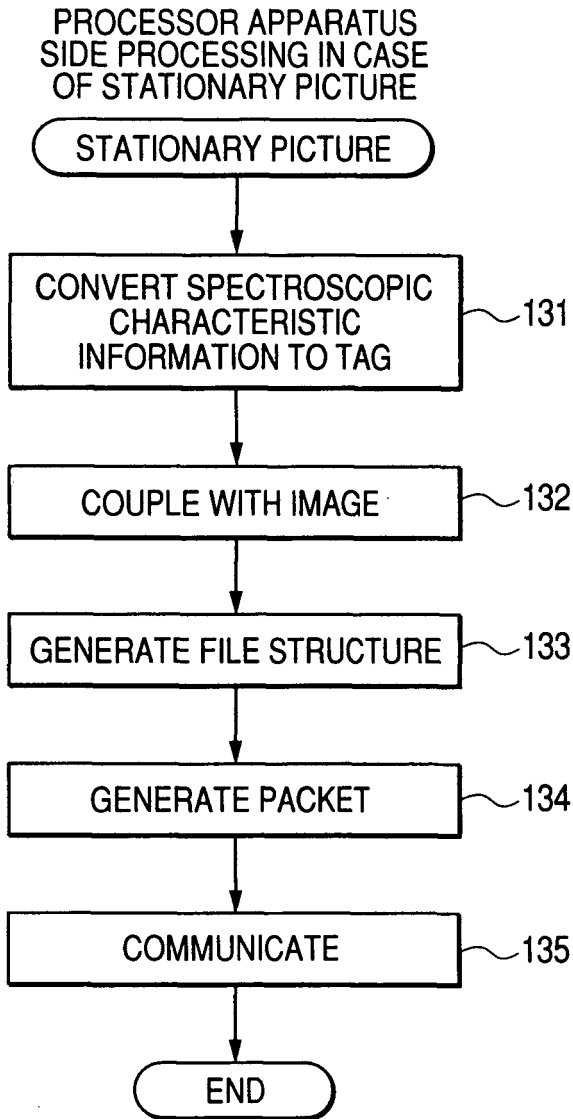 PROCESSOR APPARATUS
SIDE PROCESSING IN CASE
OF STATIONARY PICTURE
STATIONARY PICTURE
CONVERT SPECTROSCOPIC
CHARACTERISTIC
INFORMATION TO TAG
131
COUPLE WITH IMAGE
132
GENERATE FILE STRUCTURE
133
GENERATE PACKET
134
COMMUNICATE
135
END